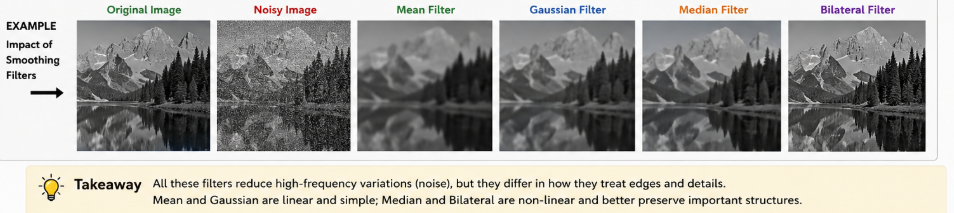 Original Image
Noisy Image
Mean Filter
Gaussian Filter
Median Filter
Bilateral Filter
EXAMPLE
Impact of
Smoothing
Filters
Takeaway
All these filters reduce high-frequency variations (noise), but they differ in how they treat edges and details.
Mean and Gaussian are linear and simple; Median and Bilateral are non-linear and better preserve important structures.